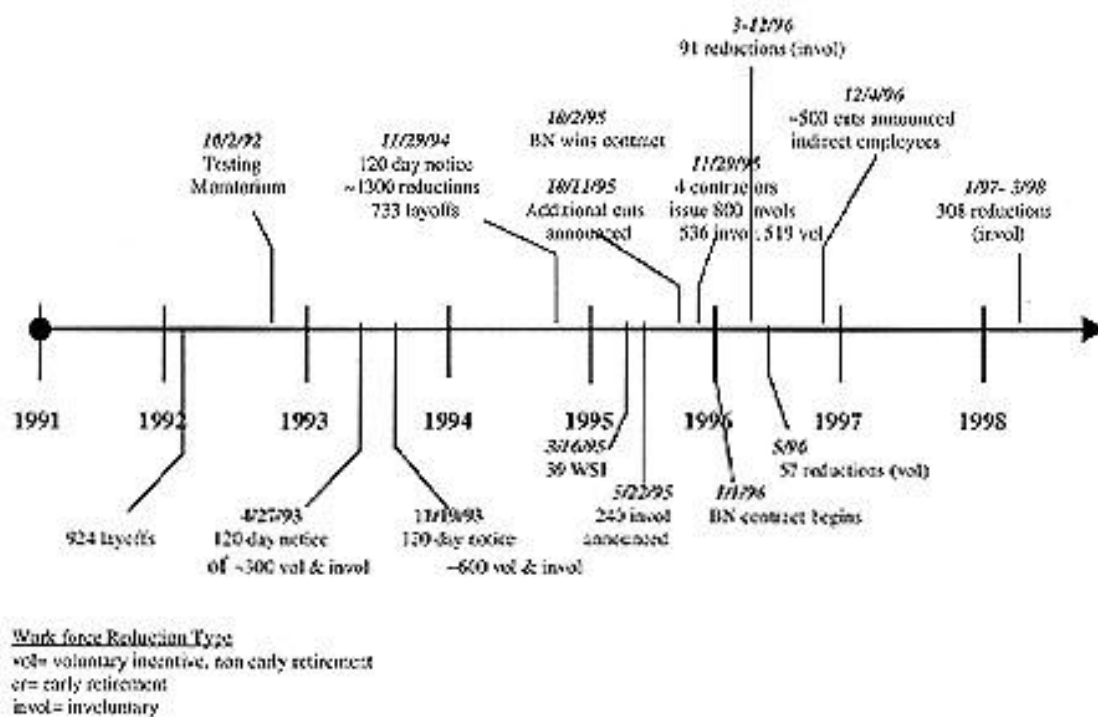 3-12/96
91 reductions (invol)
12/4/96
~500 cuts announced
indirect employees
10/2/95
BN wins contract
10/2/92
Testing
Moratorium
11/29/94
120 day notice
~1300 reductions
733 layoffs
10/11/95
Additional cuts
announced
11/29/95
4 contractors
issue 800 invols
536 invol, 519 vol
1/97- 3/98
308 reductions
(invol)
1991
1992
1993
1994
1995
1996
1997
1998
924 layoffs
4/27/93
120 day notice
of ~300 vol & invol
11/19/93
120 day notice
~600 vol & invol
3/16/95
39 WSI
5/22/95
240 invol
announced
1/1/96
BN contract begins
5/96
57 reductions (vol)
Work force Reduction Type
vol= voluntary incentive, non early retirement
er= early retirement
invol= involuntary